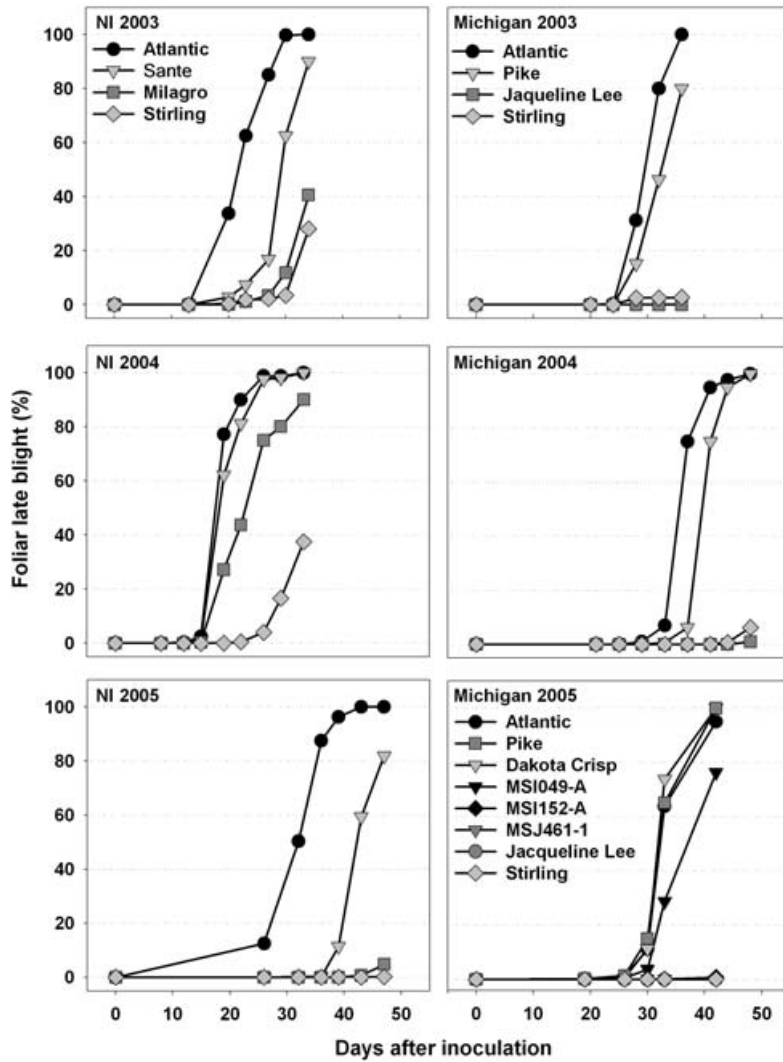 NI 2003
Atlantic
Sante
Milagro
Stirling
100
80
60
40
20
0
Michigan 2003
Atlantic
Pike
Jaqueline Lee
Stirling
NI 2004
100
80
60
40
20
0
Michigan 2004
Foliar late blight (%)
NI 2005
100
80
60
40
20
0
0 10 20 30 40 50
Michigan 2005
Atlantic
Pike
Dakota Crisp
MSI049-A
MSI152-A
MSJ461-1
Jacqueline Lee
Stirling
0 10 20 30 40 50
Days after inoculation